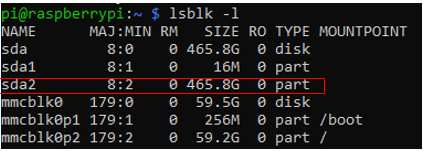 pi@raspberrypi:~ $ lsblk -l
NAME MAJ:MIN RM SIZE RO TYPE MOUNTPOINT
sda 8:0 0 465.8G 0 disk
sda1 8:1 0 16M 0 part
sda2 8:2 0 465.8G 0 part
mmcblk0 179:0 0 59.5G 0 disk
mmcblk0p1 179:1 0 256M 0 part /boot
mmcblk0p2 179:2 0 59.2G 0 part /